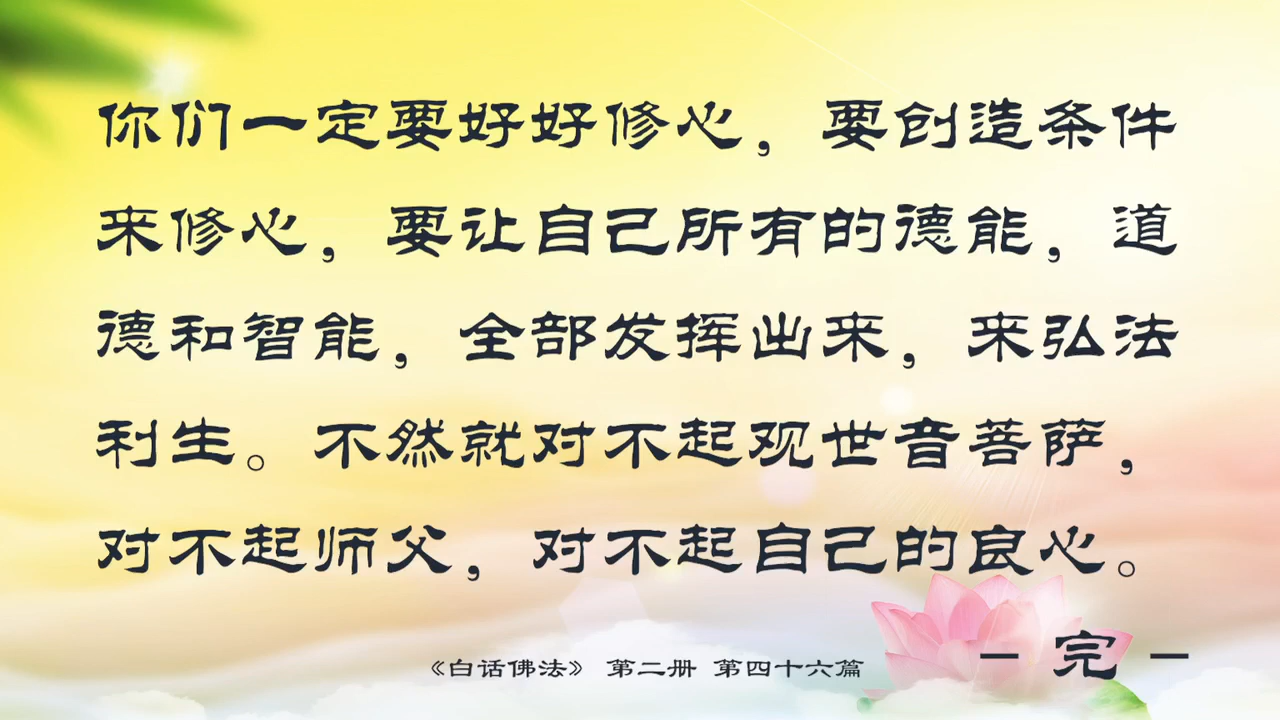 你们一定要好好修心，要创造条件
来修心，要让自己所有的德能，道
德和智能，全部发挥出来，来弘法
利生。不然就对不起观世音菩萨，
对不起师父，对不起自己的良心。
— 完 —
《白话佛法》 第二册 第四十六篇